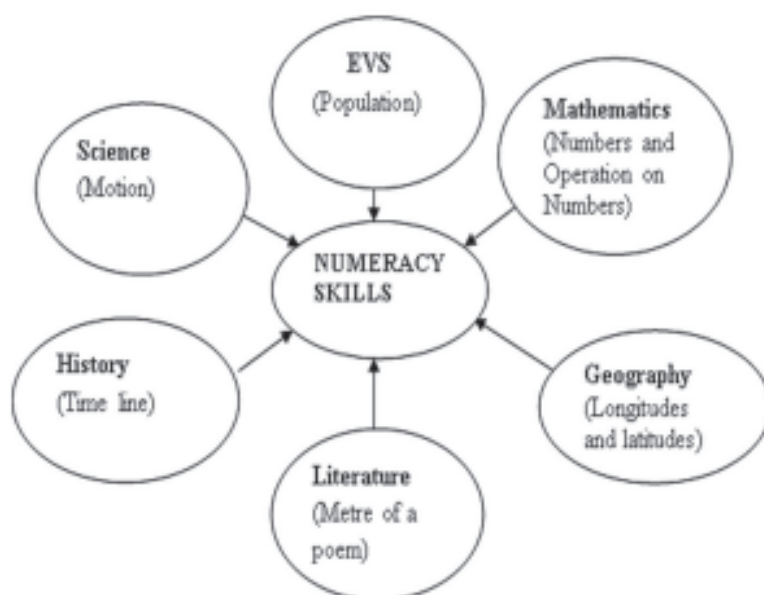 EVS
(Population)
Mathematics
(Numbers and
Operation on
Numbers)
Science
(Motion)
NUMERACY
SKILLS
History
(Time line)
Geography
(Longitudes
and latitudes)
Literature
(Metre of a
poem)